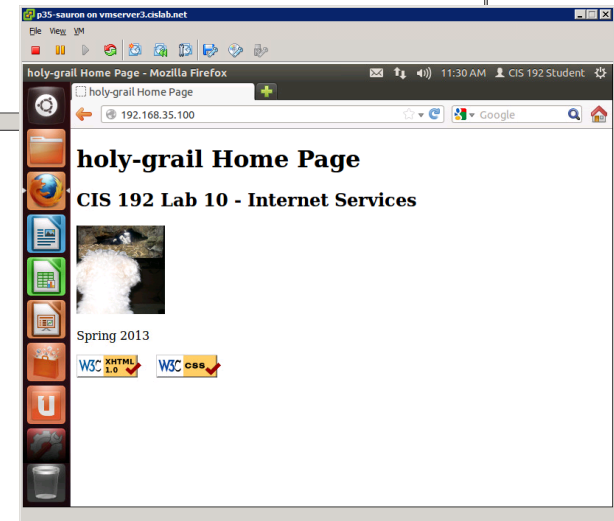 p35-sauron on vmserver3.cislab.net
File View VM
holy-grail Home Page - Mozilla Firefox 11:30 AM CIS 192 Student
holy-grail Home Page
192.168.35.100 Google
holy-grail Home Page
CIS 192 Lab 10 - Internet Services
Spring 2013
W3C XHTML 1.0 W3C css
U